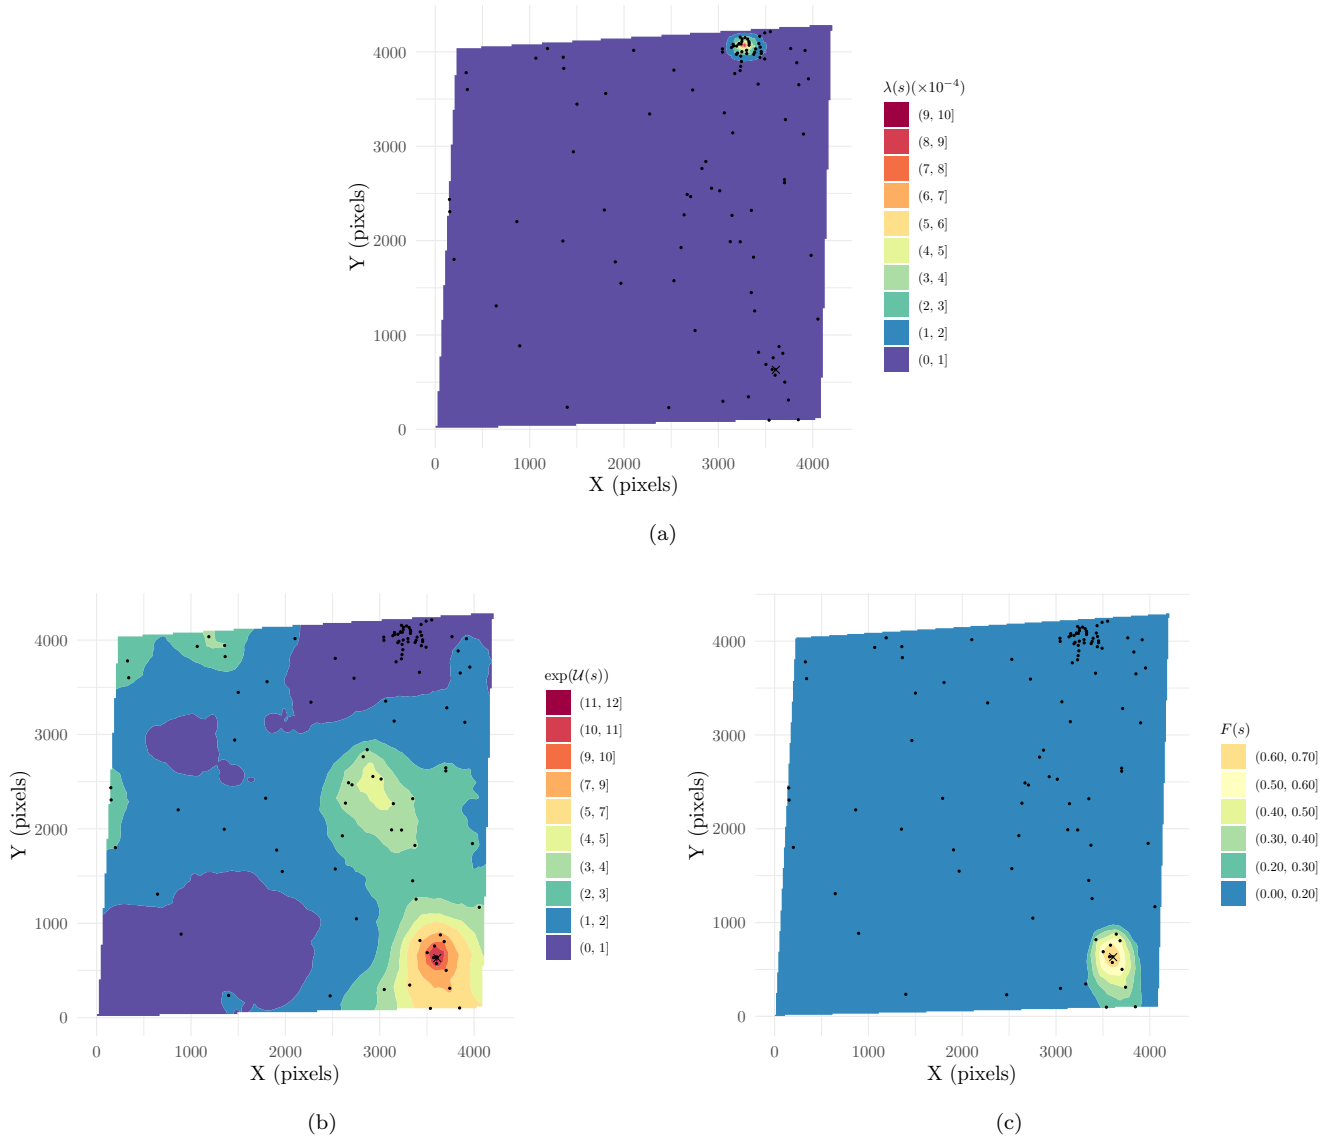 4000
3000
2000
1000
0
Y (pixels)
0 1000 2000 3000 4000
X (pixels)
λ(s)(×10⁻⁴)
(9, 10]
(8, 9]
(7, 8]
(6, 7]
(5, 6]
(4, 5]
(3, 4]
(2, 3]
(1, 2]
(0, 1]
(a)
4000
3000
2000
1000
0
Y (pixels)
0 1000 2000 3000 4000
X (pixels)
exp(𝒰(s))
(11, 12]
(10, 11]
(9, 10]
(7, 9]
(5, 7]
(4, 5]
(3, 4]
(2, 3]
(1, 2]
(0, 1]
(b)
4000
3000
2000
1000
0
Y (pixels)
0 1000 2000 3000 4000
X (pixels)
F(s)
(0.60, 0.70]
(0.50, 0.60]
(0.40, 0.50]
(0.30, 0.40]
(0.20, 0.30]
(0.00, 0.20]
(c)